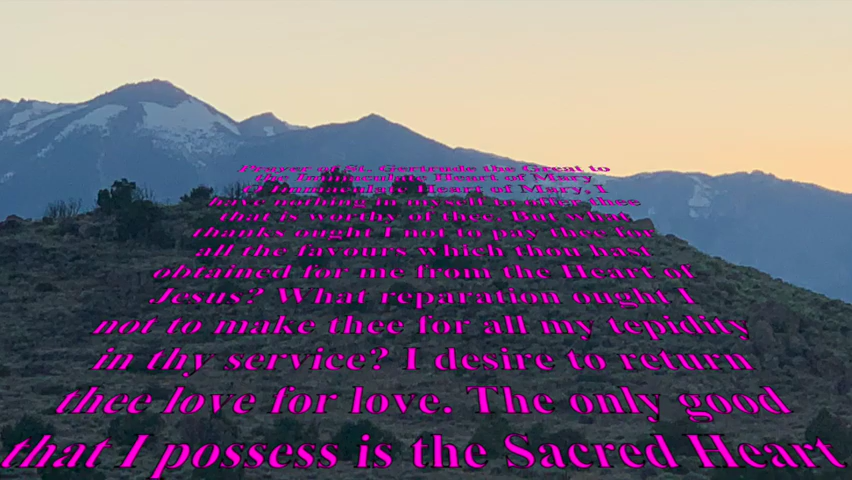 Prayer of St. Gertrude the Great to
the Immaculate Heart of Mary
O Immaculate Heart of Mary, I
have nothing in myself to offer thee
that is worthy of thee. But what
thanks ought I not to pay thee for
all the favours which thou hast
obtained for me from the Heart of
Jesus? What reparation ought I
not to make thee for all my tepidity
in thy service? I desire to return
thee love for love. The only good
that I possess is the Sacred Heart